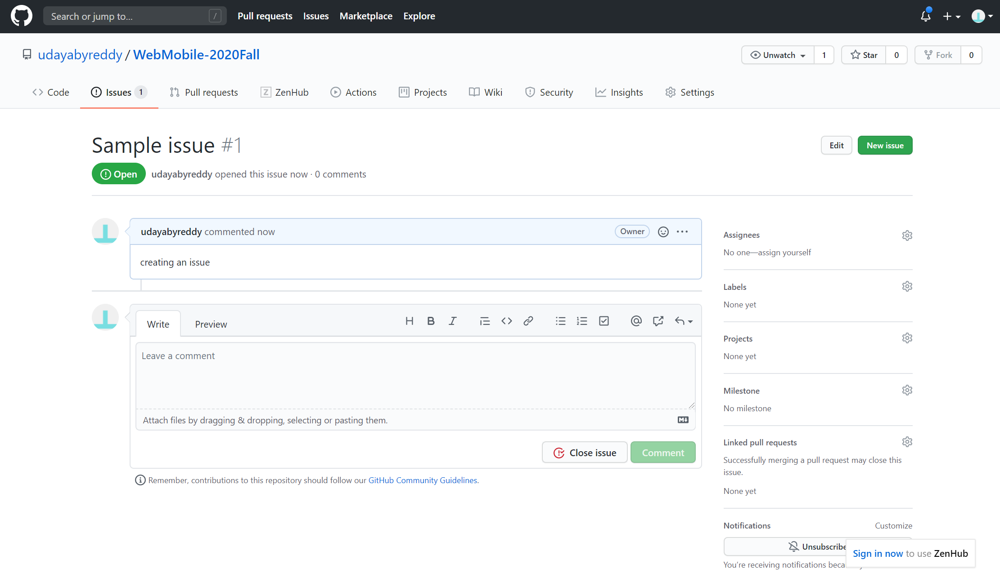 Search or jump to... /
Pull requests Issues Marketplace Explore
udayabyreddy / WebMobile-2020Fall
Unwatch 1 Star 0 Fork 0
Code Issues 1 Pull requests ZenHub Actions Projects Wiki Security Insights Settings
Sample issue #1
Edit New issue
Open udayabyreddy opened this issue now · 0 comments
udayabyreddy commented now Owner
creating an issue
Write Preview
Leave a comment
Attach files by dragging & dropping, selecting or pasting them.
Close issue Comment
Remember, contributions to this repository should follow our GitHub Community Guidelines.
Assignees
No one—assign yourself
Labels
None yet
Projects
None yet
Milestone
No milestone
Linked pull requests
Successfully merging a pull request may close this
issue.
None yet
Notifications Customize
Unsubscribe
Sign in now to use ZenHub
You're receiving notifications